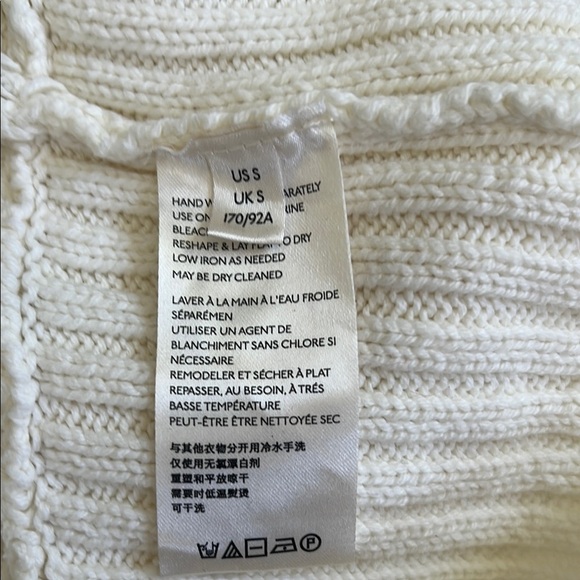 US S
UK S
170/92A
HAND W ARATELY
USE ON RINE
BLEAC
RESHAPE & LAY FLAT TO DRY
LOW IRON AS NEEDED
MAY BE DRY CLEANED
LAVER À LA MAIN À L'EAU FROIDE
SÉPARÉMEN
UTILISER UN AGENT DE
BLANCHIMENT SANS CHLORE SI
NÉCESSAIRE
REMODELER ET SÉCHER À PLAT
REPASSER, AU BESOIN, À TRÉS
BASSE TEMPÉRATURE
PEUT-ÊTRE ÊTRE NETTOYÉE SEC
与其他衣物分开用冷水手洗
仅使用无氯漂白剂
重塑和平放晾干
需要时低温熨烫
可干洗
P